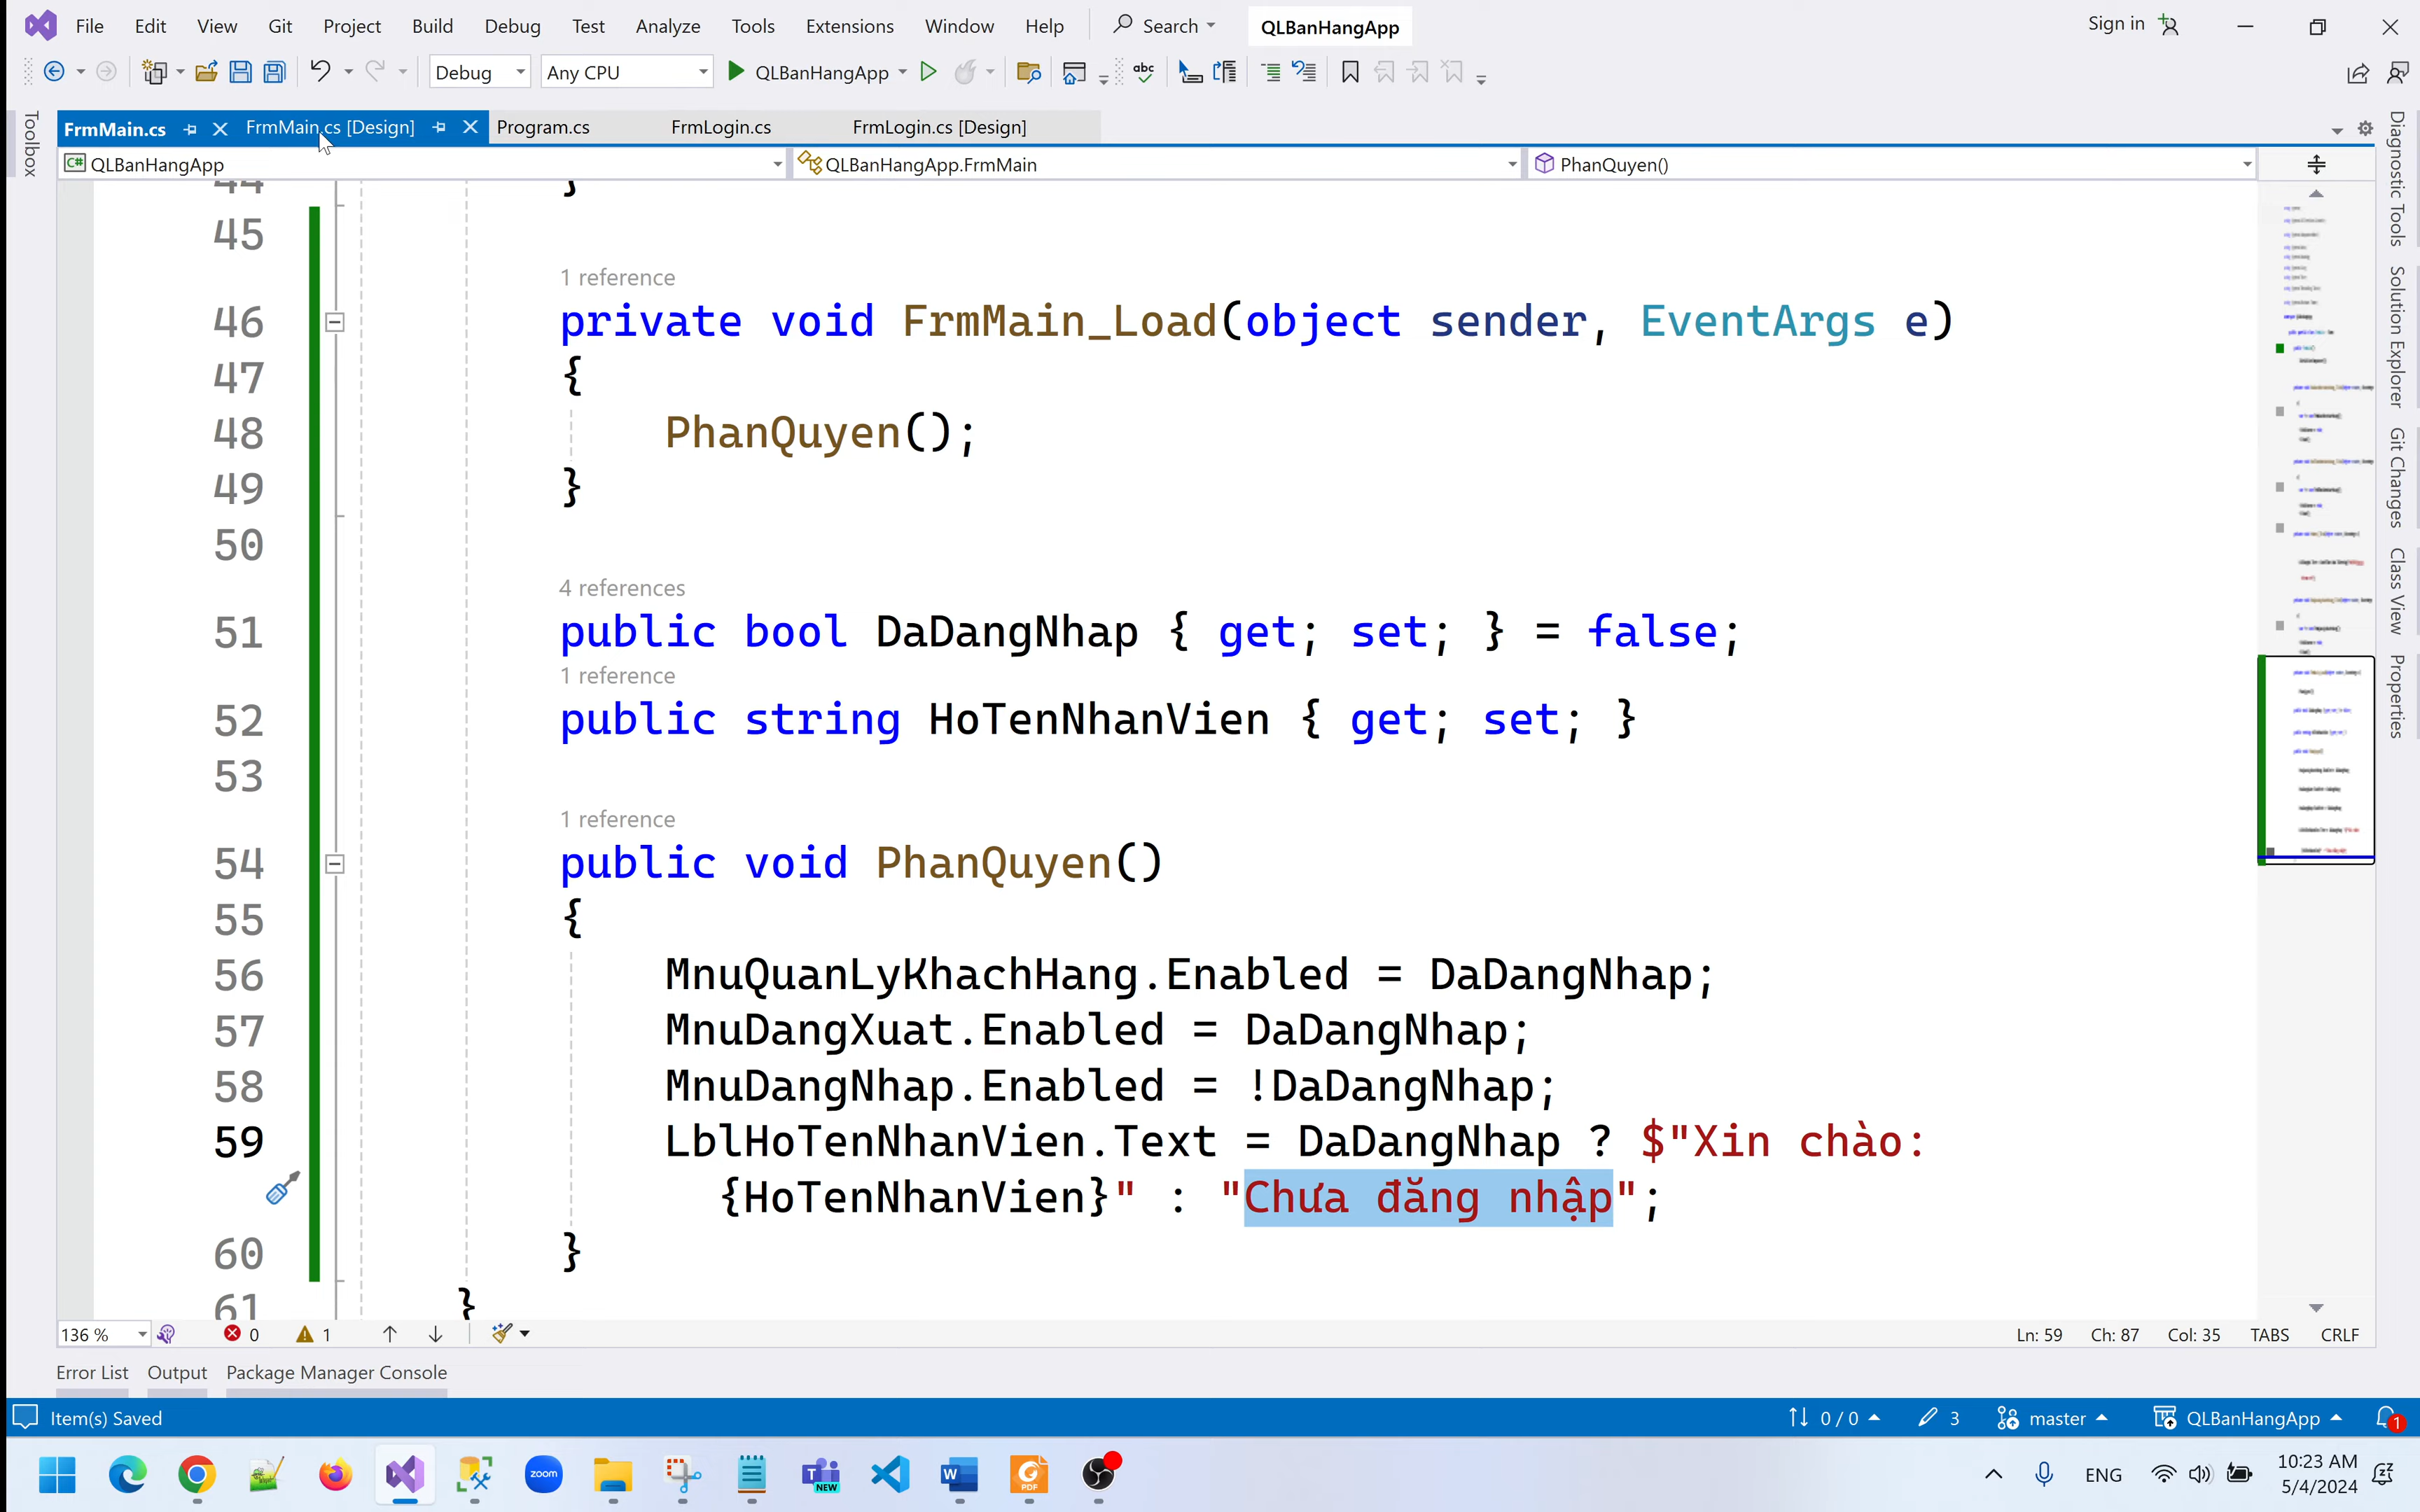 File Edit View Git Project Build Debug Test Analyze Tools Extensions Window Help Search QLBanHangApp Sign in
Debug Any CPU QLBanHangApp abc
FrmMain.cs FrmMain.cs [Design] Program.cs FrmLogin.cs FrmLogin.cs [Design]
C# QLBanHangApp QLBanHangApp.FrmMain PhanQuyen()
Toolbox
44 }
45
1 reference
46 private void FrmMain_Load(object sender, EventArgs e)
47 {
48 PhanQuyen();
49 }
50
4 references
51 public bool DaDangNhap { get; set; } = false;
1 reference
52 public string HoTenNhanVien { get; set; }
53
1 reference
54 public void PhanQuyen()
55 {
56 MnuQuanLyKhachHang.Enabled = DaDangNhap;
57 MnuDangXuat.Enabled = DaDangNhap;
58 MnuDangNhap.Enabled = !DaDangNhap;
59 LblHoTenNhanVien.Text = DaDangNhap ? $"Xin chào:
{HoTenNhanVien}" : "Chưa đăng nhập";
60 }
61 }
Diagnostic Tools
Solution Explorer
Git Changes
Class View
Properties
136 % 0 1 Ln: 59 Ch: 87 Col: 35 TABS CRLF
Error List Output Package Manager Console
Item(s) Saved 0 / 0 3 master QLBanHangApp 1
zoom NEW W PDF ENG 10:23 AM
5/4/2024